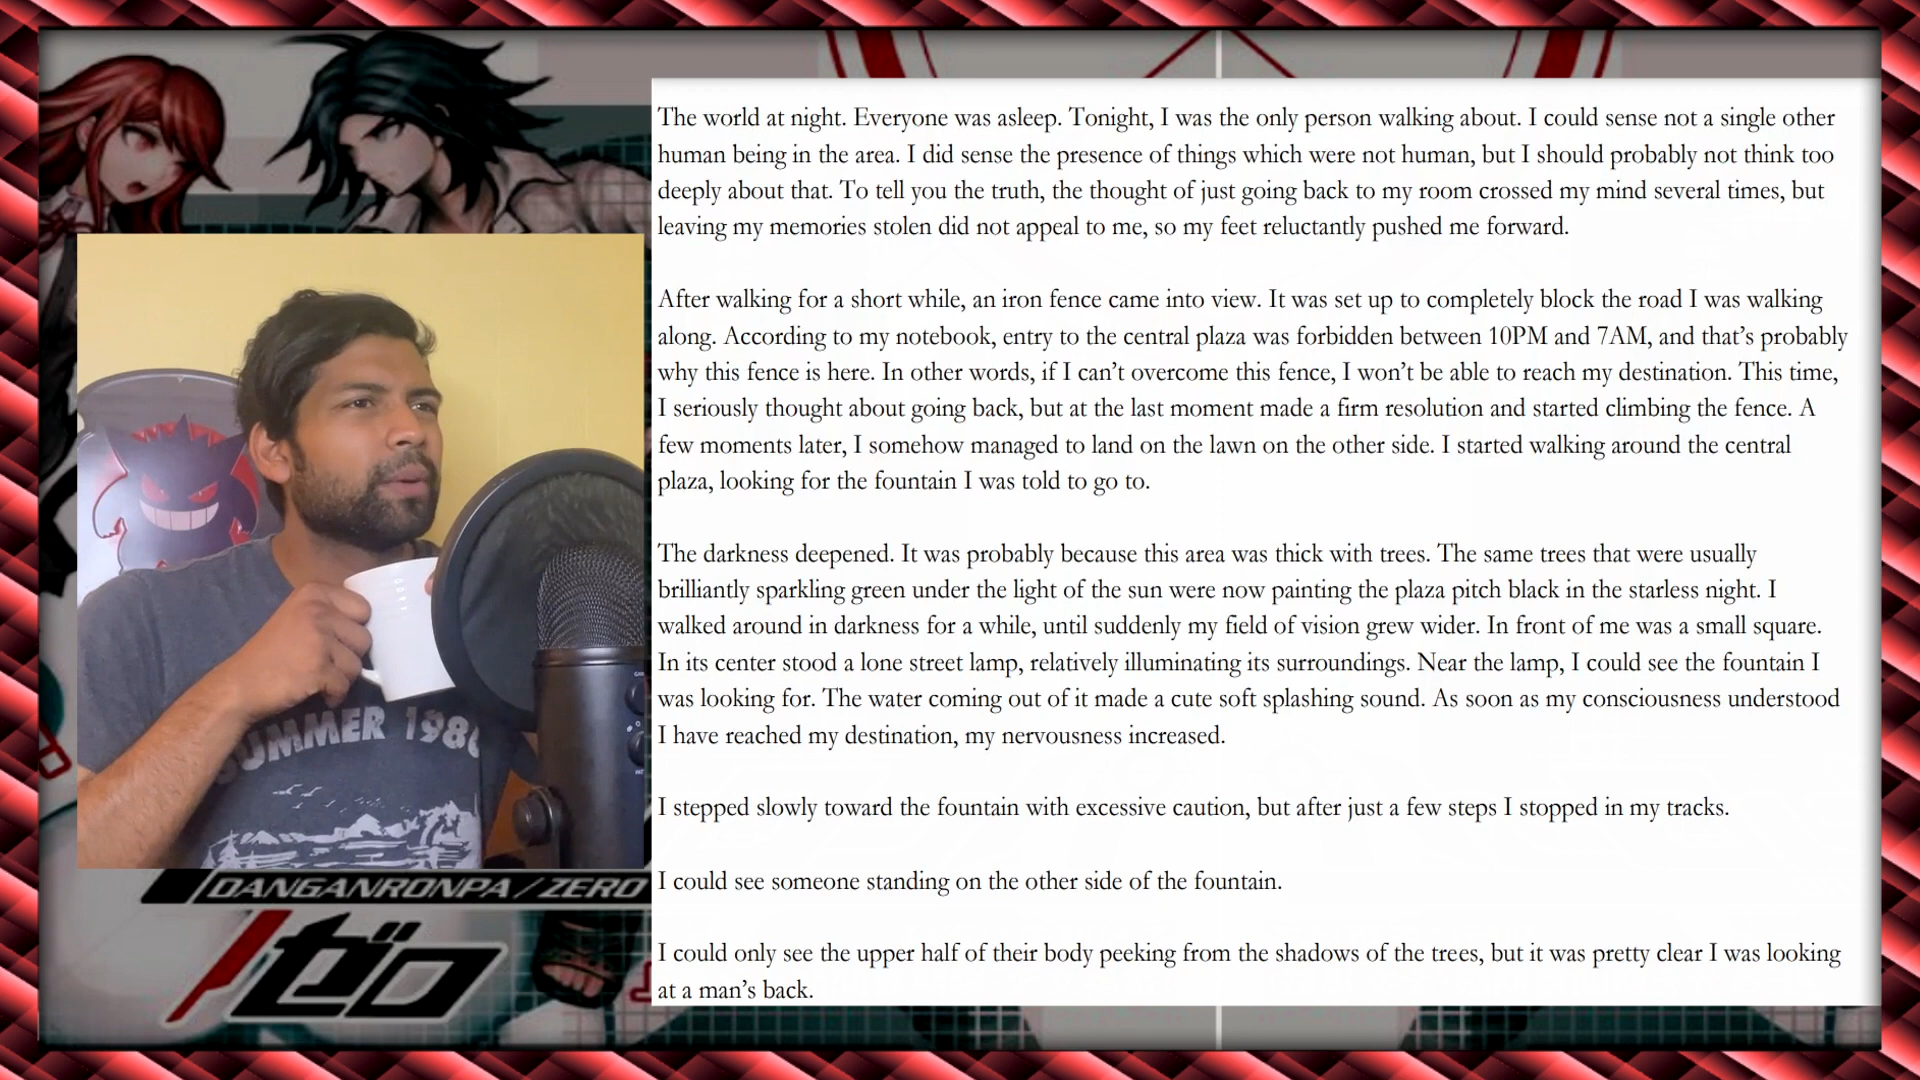 The world at night. Everyone was asleep. Tonight, I was the only person walking about. I could sense not a single other
human being in the area. I did sense the presence of things which were not human, but I should probably not think too
deeply about that. To tell you the truth, the thought of just going back to my room crossed my mind several times, but
leaving my memories stolen did not appeal to me, so my feet reluctantly pushed me forward.
After walking for a short while, an iron fence came into view. It was set up to completely block the road I was walking
along. According to my notebook, entry to the central plaza was forbidden between 10PM and 7AM, and that’s probably
why this fence is here. In other words, if I can’t overcome this fence, I won’t be able to reach my destination. This time,
I seriously thought about going back, but at the last moment made a firm resolution and started climbing the fence. A
few moments later, I somehow managed to land on the lawn on the other side. I started walking around the central
plaza, looking for the fountain I was told to go to.
The darkness deepened. It was probably because this area was thick with trees. The same trees that were usually
brilliantly sparkling green under the light of the sun were now painting the plaza pitch black in the starless night. I
walked around in darkness for a while, until suddenly my field of vision grew wider. In front of me was a small square.
In its center stood a lone street lamp, relatively illuminating its surroundings. Near the lamp, I could see the fountain I
was looking for. The water coming out of it made a cute soft splashing sound. As soon as my consciousness understood
I have reached my destination, my nervousness increased.
I stepped slowly toward the fountain with excessive caution, but after just a few steps I stopped in my tracks.
I could see someone standing on the other side of the fountain.
I could only see the upper half of their body peeking from the shadows of the trees, but it was pretty clear I was looking
at a man’s back.
SUMMER 198
DANGANRONPA/ZERO
/ゼロ